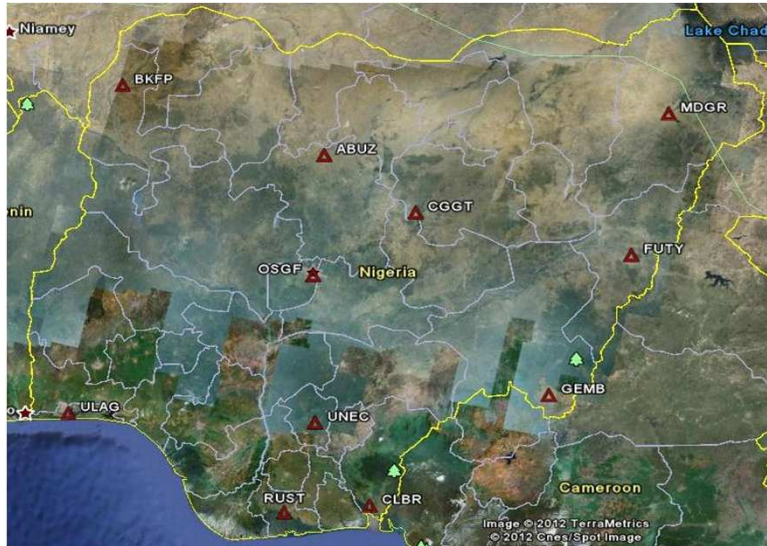 Niamey
Lake Chad
BKFP
MDGR
ABUZ
CGGT
enin
FUTY
OSGF
Nigeria
GEMB
o
ULAG
UNEC
Cameroon
RUST
CLBR
Image © 2012 TerraMetrics
© 2012 Cnes/Spot Image